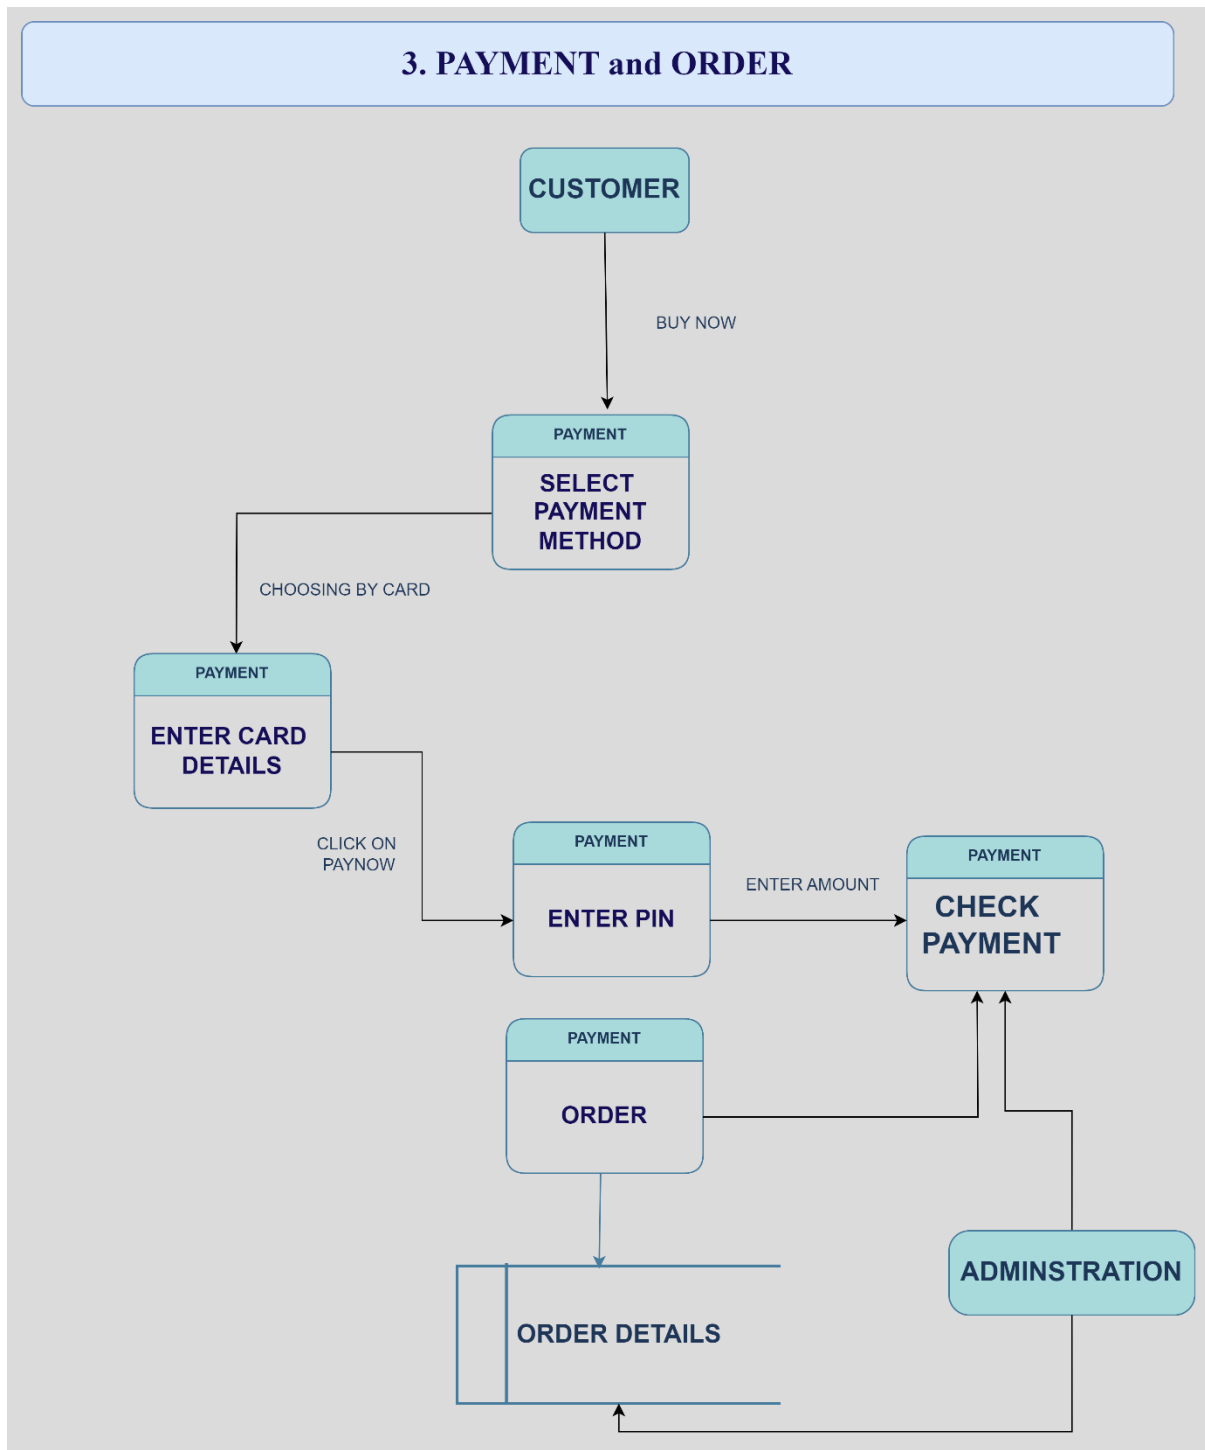 3. PAYMENT and ORDER
CUSTOMER
BUY NOW
PAYMENT
SELECT
PAYMENT
METHOD
CHOOSING BY CARD
PAYMENT
ENTER CARD
DETAILS
CLICK ON
PAYNOW
PAYMENT
ENTER PIN
ENTER AMOUNT
PAYMENT
CHECK
PAYMENT
PAYMENT
ORDER
ADMINSTRATION
ORDER DETAILS